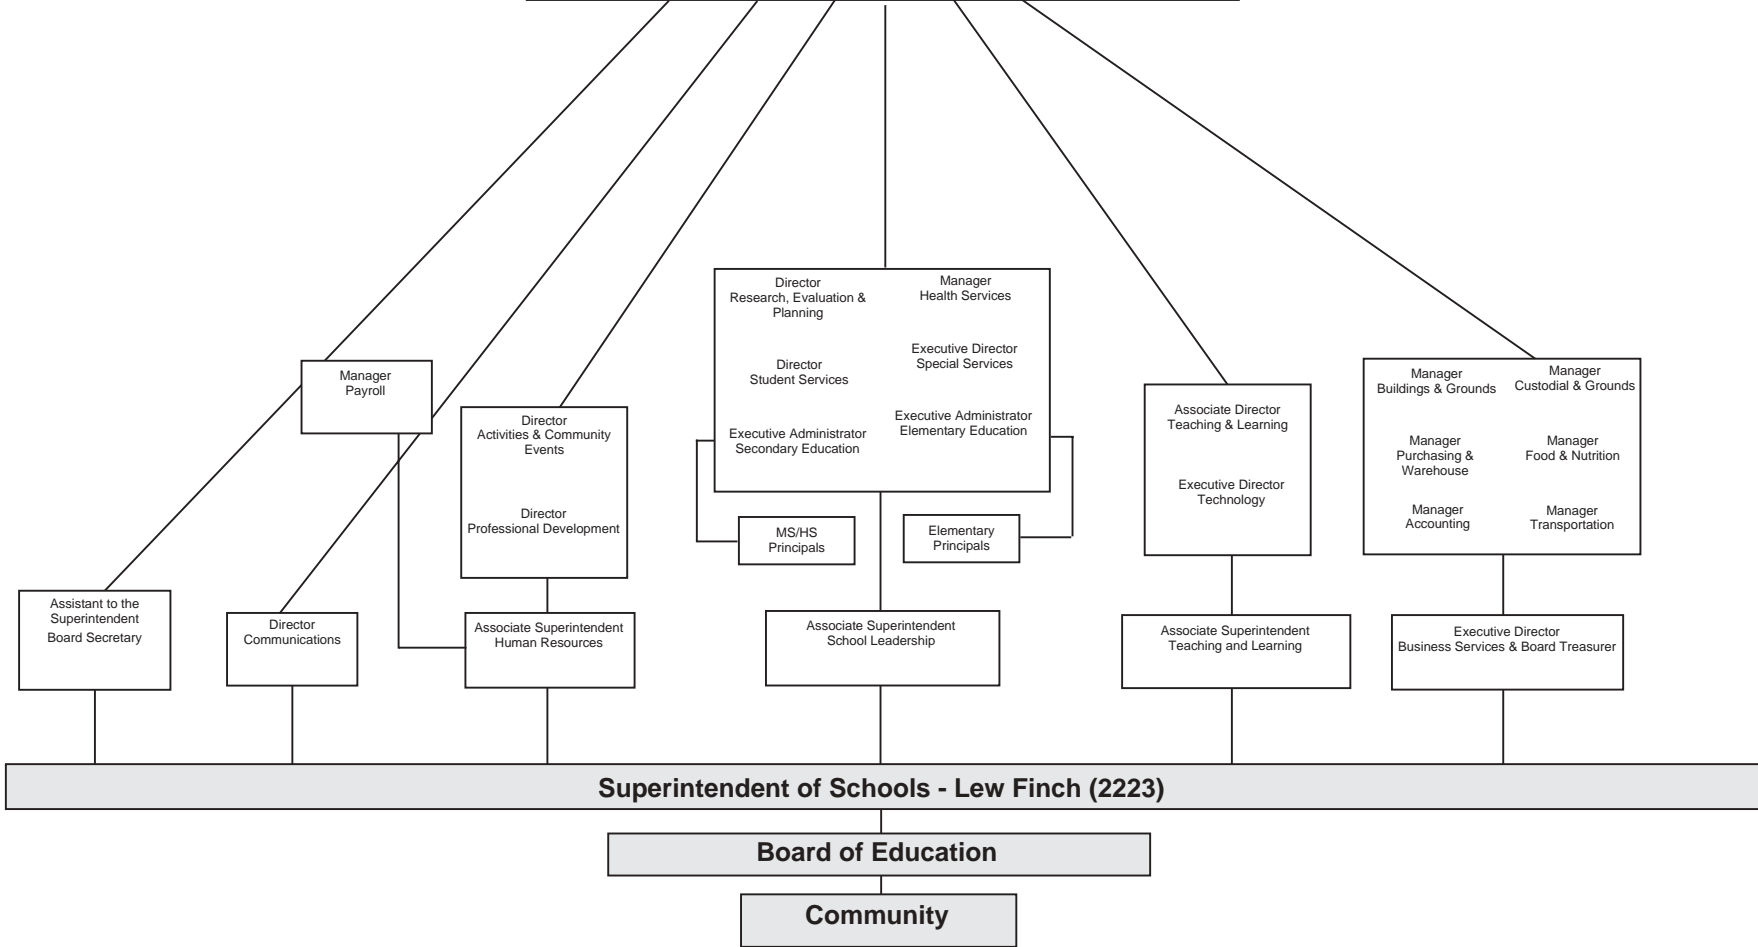 Director
Research, Evaluation &
Planning
Manager
Health Services
Director
Student Services
Executive Director
Special Services
Executive Administrator
Secondary Education
Executive Administrator
Elementary Education
Manager
Payroll
Director
Activities & Community
Events
Director
Professional Development
Associate Director
Teaching & Learning
Executive Director
Technology
Manager
Buildings & Grounds
Manager
Custodial & Grounds
Manager
Purchasing &
Warehouse
Manager
Food & Nutrition
Manager
Accounting
Manager
Transportation
MS/HS
Principals
Elementary
Principals
Assistant to the
Superintendent
Board Secretary
Director
Communications
Associate Superintendent
Human Resources
Associate Superintendent
School Leadership
Associate Superintendent
Teaching and Learning
Executive Director
Business Services & Board Treasurer
Superintendent of Schools - Lew Finch (2223)
Board of Education
Community